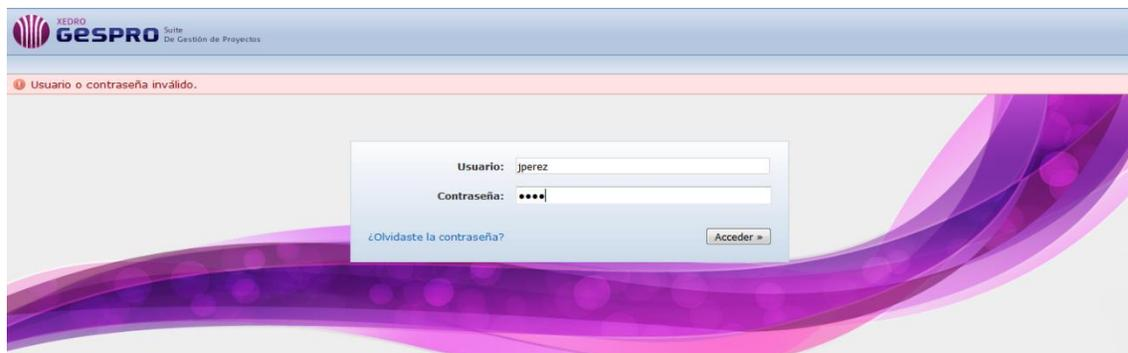 XEDRO
GESPRO Suite
De Gestión de Proyectos
Usuario o contraseña inválido.
Usuario: jperez
Contraseña: ••••
¿Olvidaste la contraseña? Acceder »